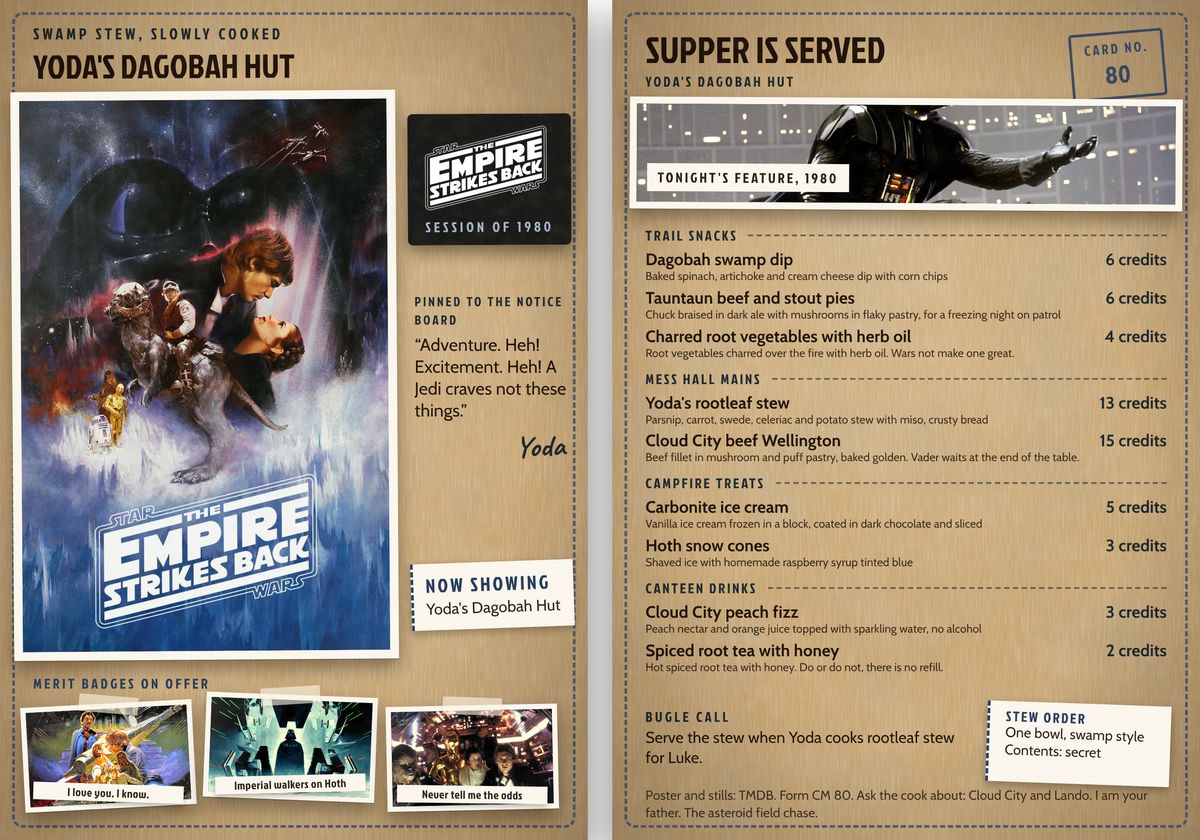 SWAMP STEW, SLOWLY COOKED
YODA'S DAGOBAH HUT
STAR
THE
EMPIRE
STRIKES BACK
WARS
STAR
THE
EMPIRE
STRIKES BACK
WARS
SESSION OF 1980
PINNED TO THE NOTICE
BOARD
“Adventure. Heh!
Excitement. Heh! A
Jedi craves not these
things.”
Yoda
NOW SHOWING
Yoda's Dagobah Hut
MERIT BADGES ON OFFER
I love you. I know.
Imperial walkers on Hoth
Never tell me the odds
SUPPER IS SERVED
YODA'S DAGOBAH HUT
CARD NO.
80
TONIGHT'S FEATURE, 1980
TRAIL SNACKS
Dagobah swamp dip 6 credits
Baked spinach, artichoke and cream cheese dip with corn chips
Tauntaun beef and stout pies 6 credits
Chuck braised in dark ale with mushrooms in flaky pastry, for a freezing night on patrol
Charred root vegetables with herb oil 4 credits
Root vegetables charred over the fire with herb oil. Wars not make one great.
MESS HALL MAINS
Yoda's rootleaf stew 13 credits
Parsnip, carrot, swede, celeriac and potato stew with miso, crusty bread
Cloud City beef Wellington 15 credits
Beef fillet in mushroom and puff pastry, baked golden. Vader waits at the end of the table.
CAMPFIRE TREATS
Carbonite ice cream 5 credits
Vanilla ice cream frozen in a block, coated in dark chocolate and sliced
Hoth snow cones 3 credits
Shaved ice with homemade raspberry syrup tinted blue
CANTEEN DRINKS
Cloud City peach fizz 3 credits
Peach nectar and orange juice topped with sparkling water, no alcohol
Spiced root tea with honey 2 credits
Hot spiced root tea with honey. Do or do not, there is no refill.
BUGLE CALL
Serve the stew when Yoda cooks rootleaf stew
for Luke.
STEW ORDER
One bowl, swamp style
Contents: secret
Poster and stills: TMDB. Form CM 80. Ask the cook about: Cloud City and Lando. I am your
father. The asteroid field chase.